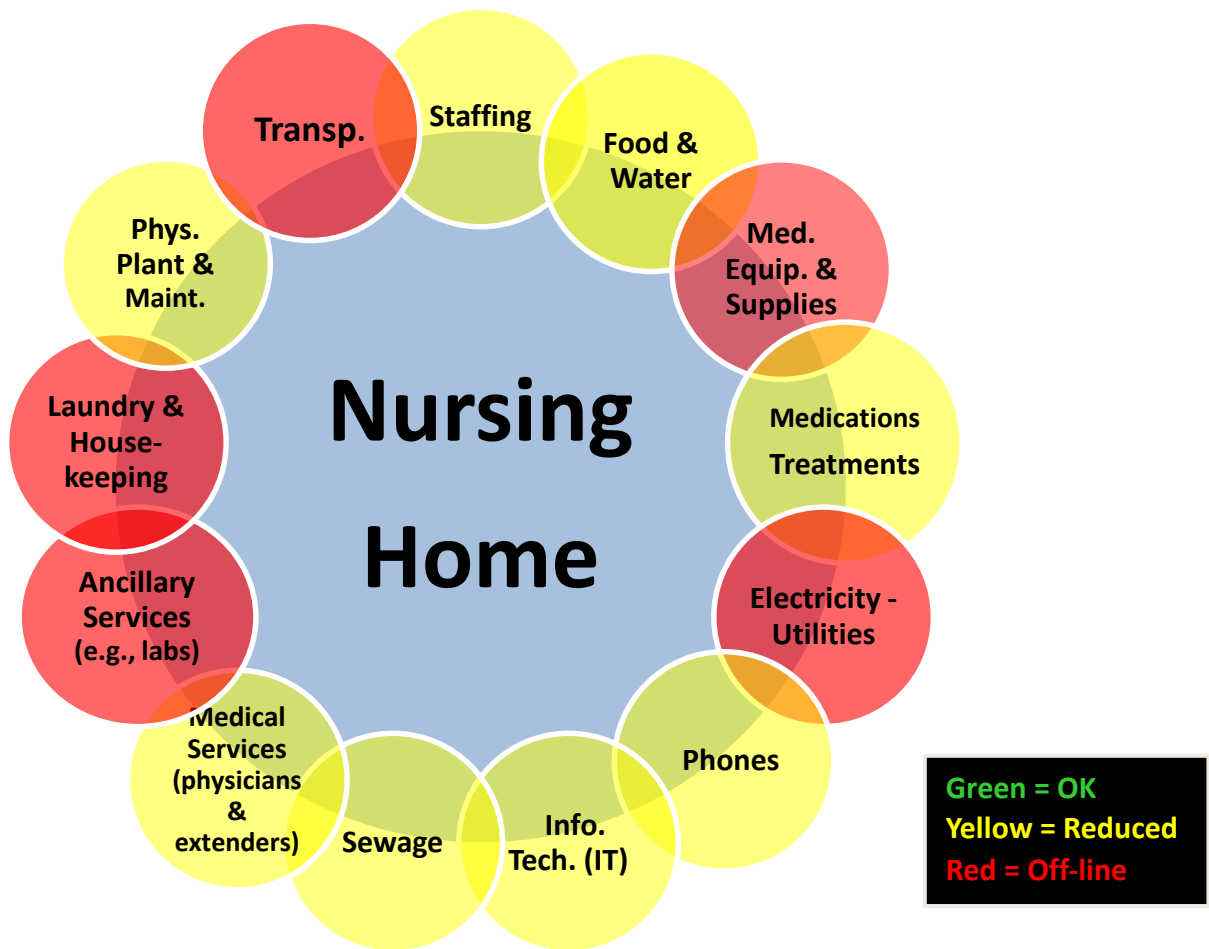 Transp.
Staffing
Food &
Water
Med.
Equip. &
Supplies
Medications
Treatments
Electricity -
Utilities
Phones
Info.
Tech. (IT)
Sewage
Medical
Services
(physicians
&
extenders)
Ancillary
Services
(e.g., labs)
Laundry &
House-
keeping
Phys.
Plant &
Maint.
Nursing
Home
Green = OK
Yellow = Reduced
Red = Off-line